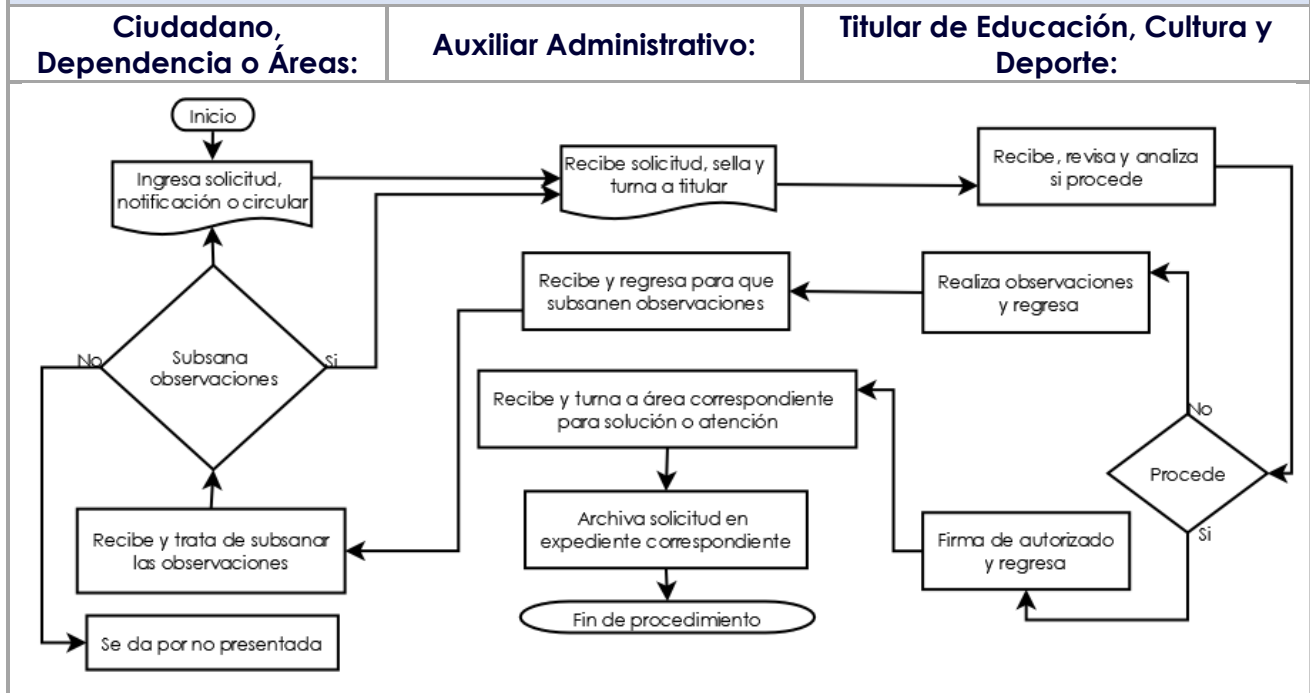 Ciudadano,
Dependencia o Áreas:
Auxiliar Administrativo:
Titular de Educación, Cultura y
Deporte:
Inicio
Ingresa solicitud,
notificación o circular
Recibe solicitud, sella y
turna a titular
Recibe, revisa y analiza
si procede
Recibe y regresa para que
subsanen observaciones
Realiza observaciones
y regresa
No
Subsana
observaciones
Si
Recibe y turna a área correspondiente
para solución o atención
No
Procede
Si
Recibe y trata de subsanar
las observaciones
Archiva solicitud en
expediente correspondiente
Firma de autorizado
y regresa
Fin de procedimiento
Se da por no presentada